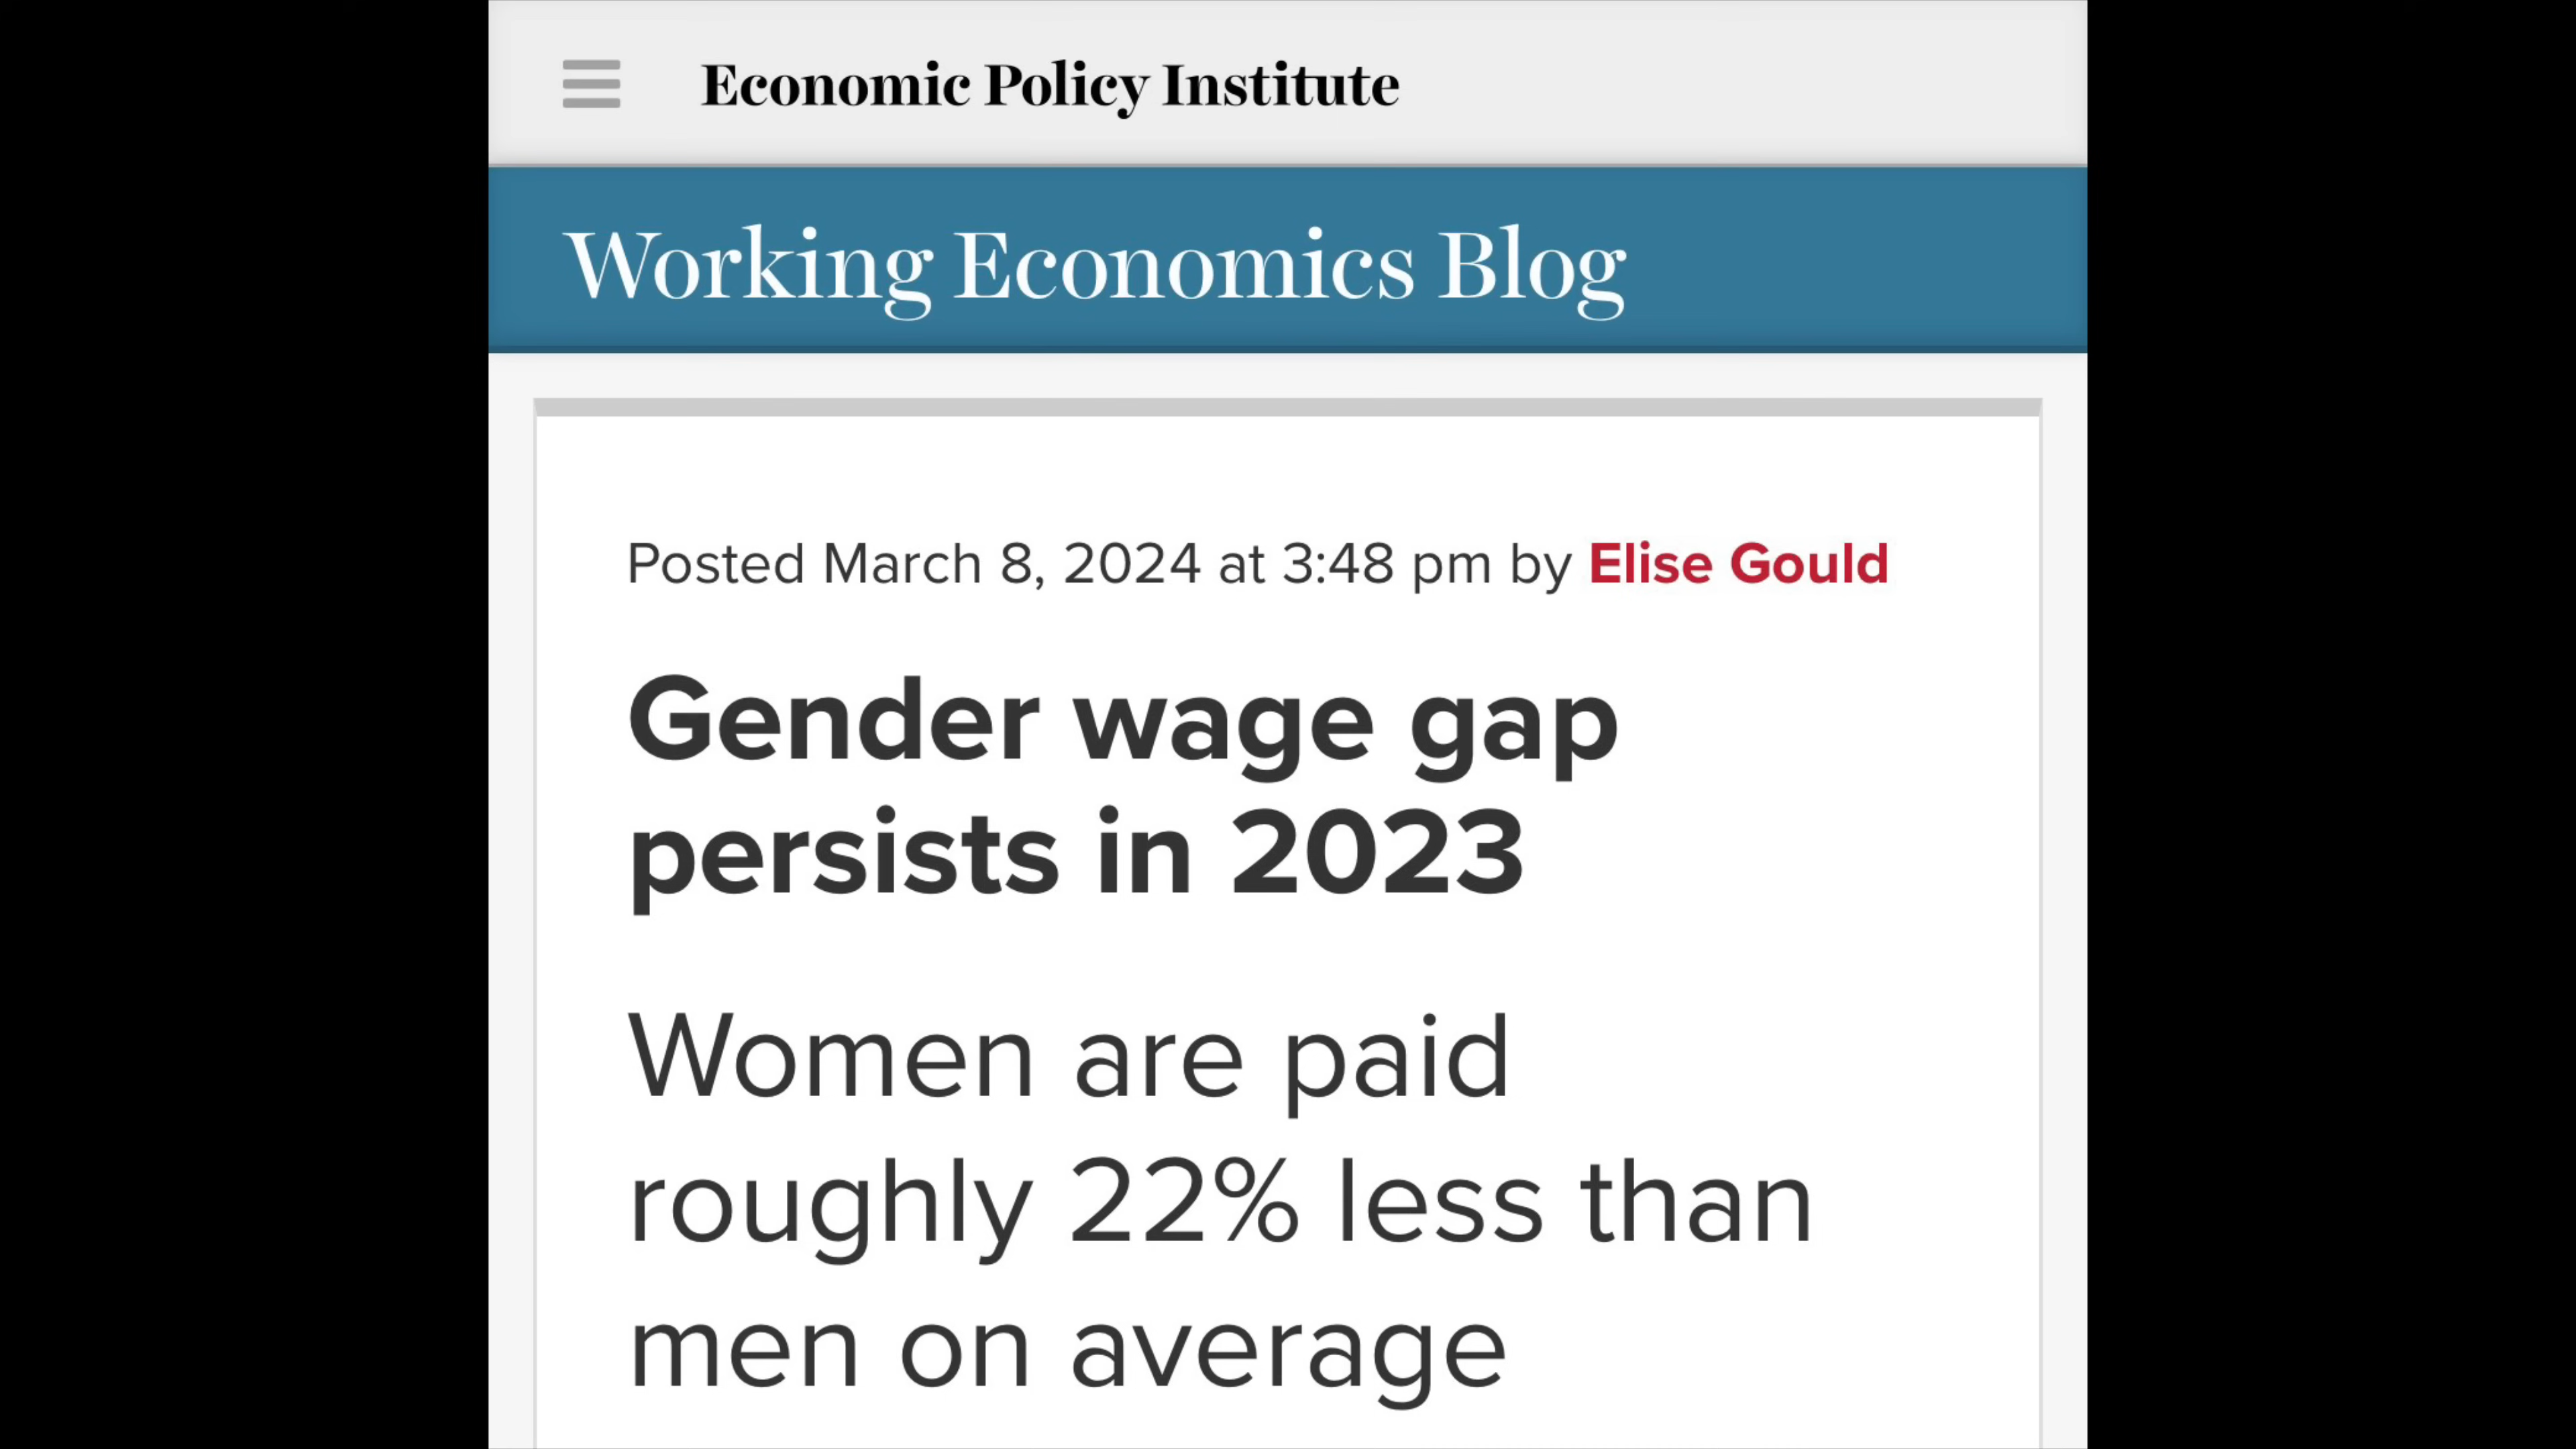 Economic Policy Institute
Working Economics Blog
Posted March 8, 2024 at 3:48 pm by Elise Gould
Gender wage gap
persists in 2023
Women are paid
roughly 22% less than
men on average